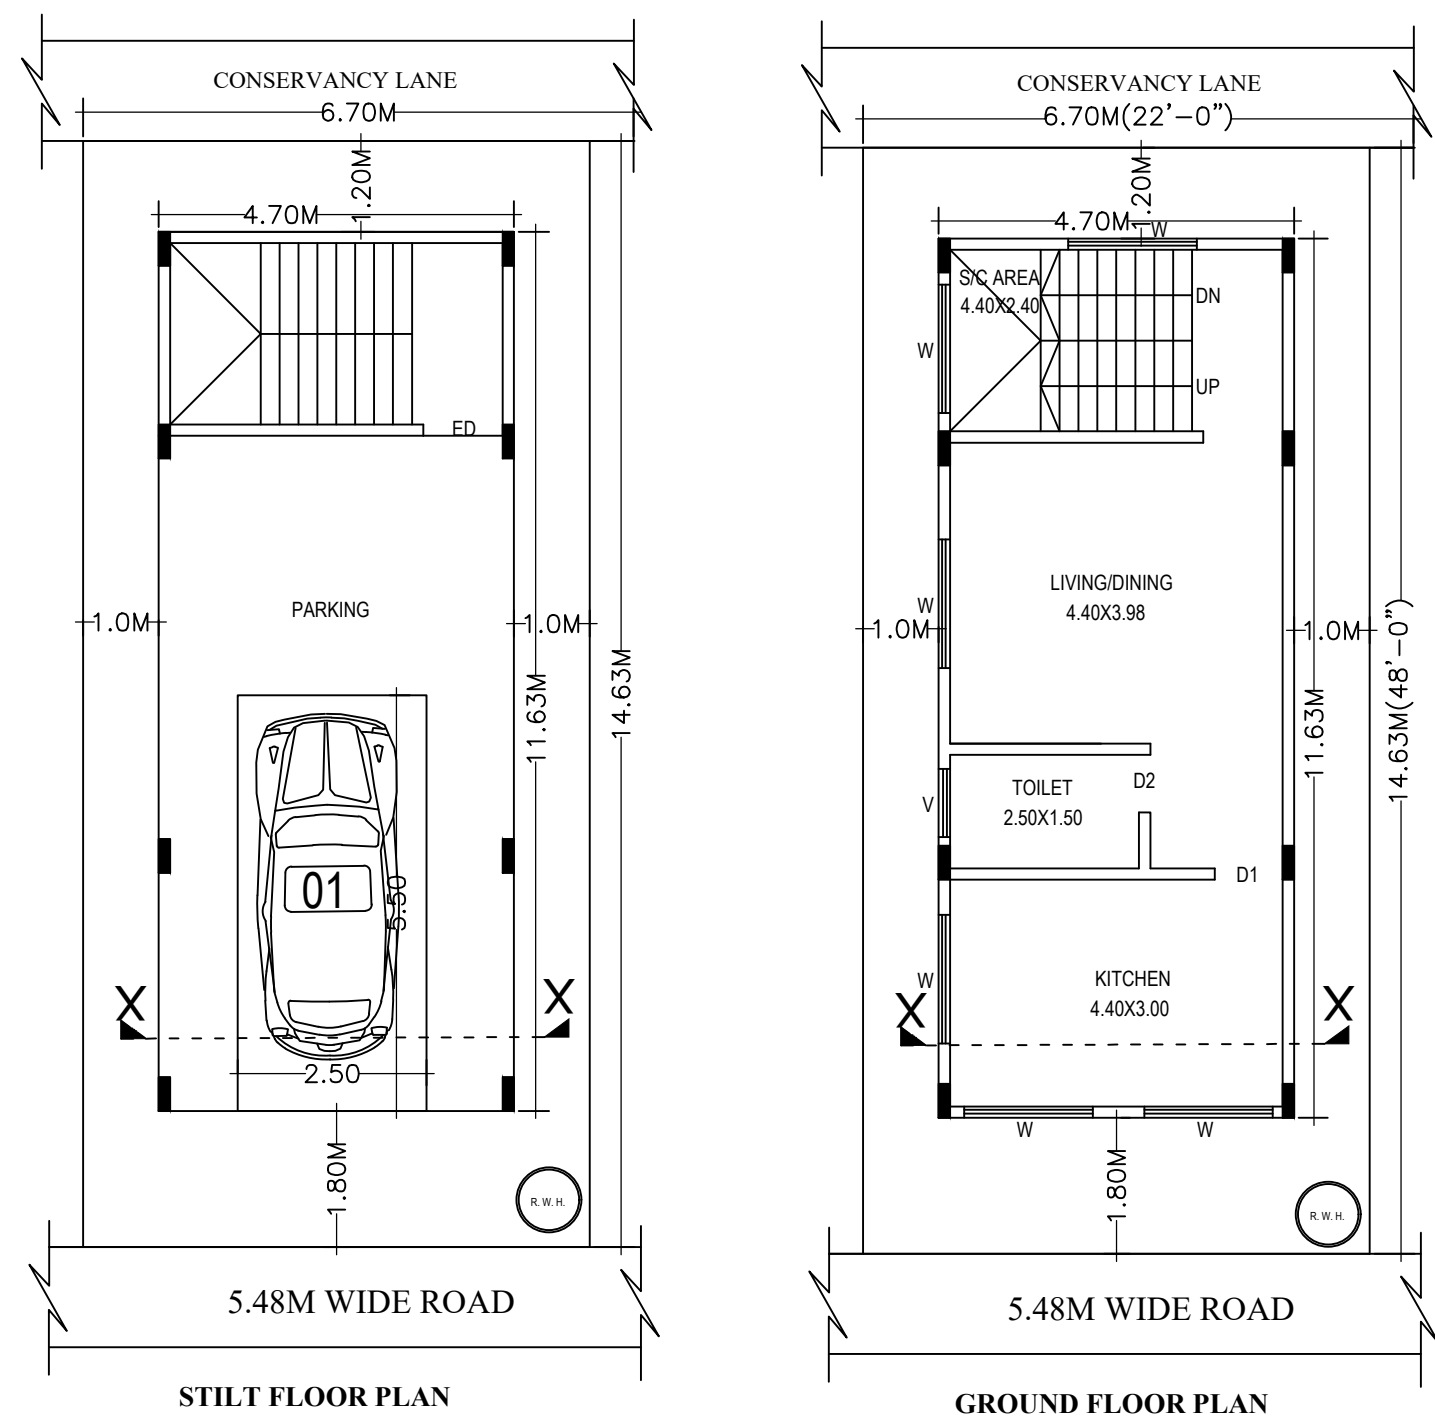 CONSERVANCY LANE
6.70M
1.20M
4.70M
ED
PARKING
1.0M
1.0M
11.63M
14.63M
01
5.50
X
X
2.50
1.80M
R. W. H.
5.48M WIDE ROAD
STILT FLOOR PLAN
CONSERVANCY LANE
6.70M(22'-0")
1.20M
4.70M
W
S/C AREA
4.40X2.40
DN
W
UP
LIVING/DINING
4.40X3.98
W
1.0M
1.0M
11.63M
14.63M(48'-0")
TOILET
2.50X1.50
D2
V
D1
KITCHEN
4.40X3.00
W
X
X
W
W
1.80M
R. W. H.
5.48M WIDE ROAD
GROUND FLOOR PLAN